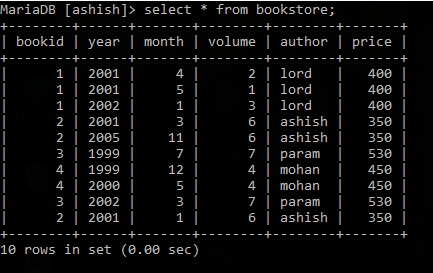 MariaDB [ashish]> select * from bookstore;
+--------+------+-------+--------+--------+-------+
| bookid | year | month | volume | author | price |
+--------+------+-------+--------+--------+-------+
|      1 | 2001 |     4 |      2 | lord   |   400 |
|      1 | 2001 |     5 |      1 | lord   |   400 |
|      1 | 2002 |     1 |      3 | lord   |   400 |
|      2 | 2001 |     3 |      6 | ashish |   350 |
|      2 | 2005 |    11 |      6 | ashish |   350 |
|      3 | 1999 |     7 |      7 | param  |   530 |
|      4 | 1999 |    12 |      4 | mohan  |   450 |
|      4 | 2000 |     5 |      4 | mohan  |   450 |
|      3 | 2002 |     3 |      7 | param  |   530 |
|      2 | 2001 |     1 |      6 | ashish |   350 |
+--------+------+-------+--------+--------+-------+
10 rows in set (0.00 sec)